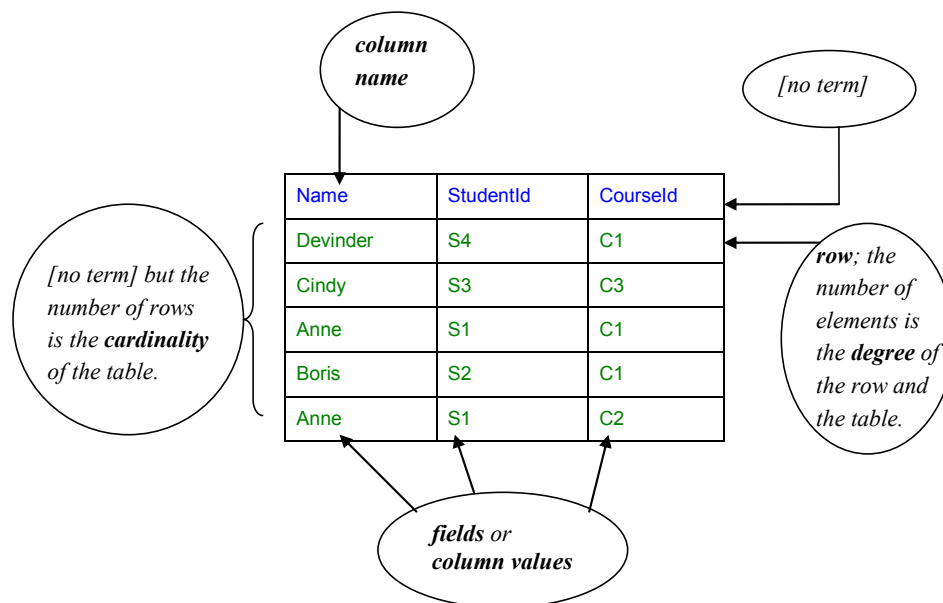 column
name
[no term]
Name StudentId CourseId
Devinder S4 C1
Cindy S3 C3
Anne S1 C1
Boris S2 C1
Anne S1 C2
[no term] but the
number of rows
is the cardinality
of the table.
row; the
number of
elements is
the degree of
the row and
the table.
fields or
column values